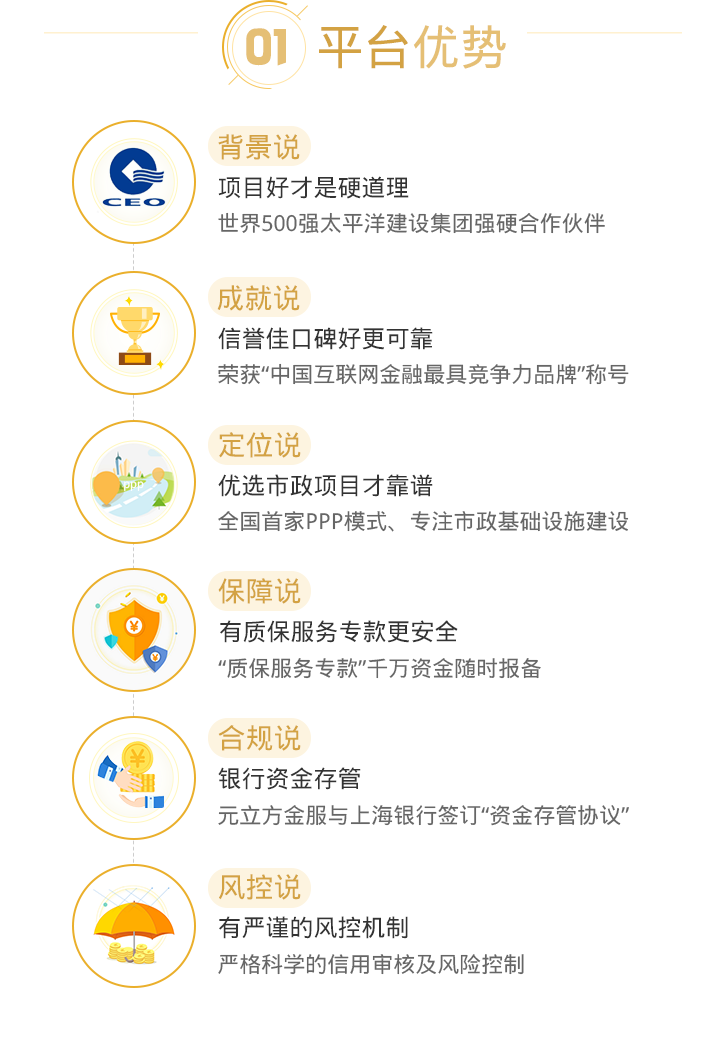 01 平台优势
背景说
CEO
项目好才是硬道理
世界500强太平洋建设集团强硬合作伙伴
成就说
信誉佳口碑好更可靠
荣获“中国互联网金融最具竞争力品牌”称号
定位说
ppp
优选市政项目才靠谱
全国首家PPP模式、专注市政基础设施建设
保障说
¥
¥
¥
有质保服务专款更安全
“质保服务专款”千万资金随时报备
合规说
¥
银行资金存管
元立方金服与上海银行签订“资金存管协议”
风控说
有严谨的风控机制
严格科学的信用审核及风险控制